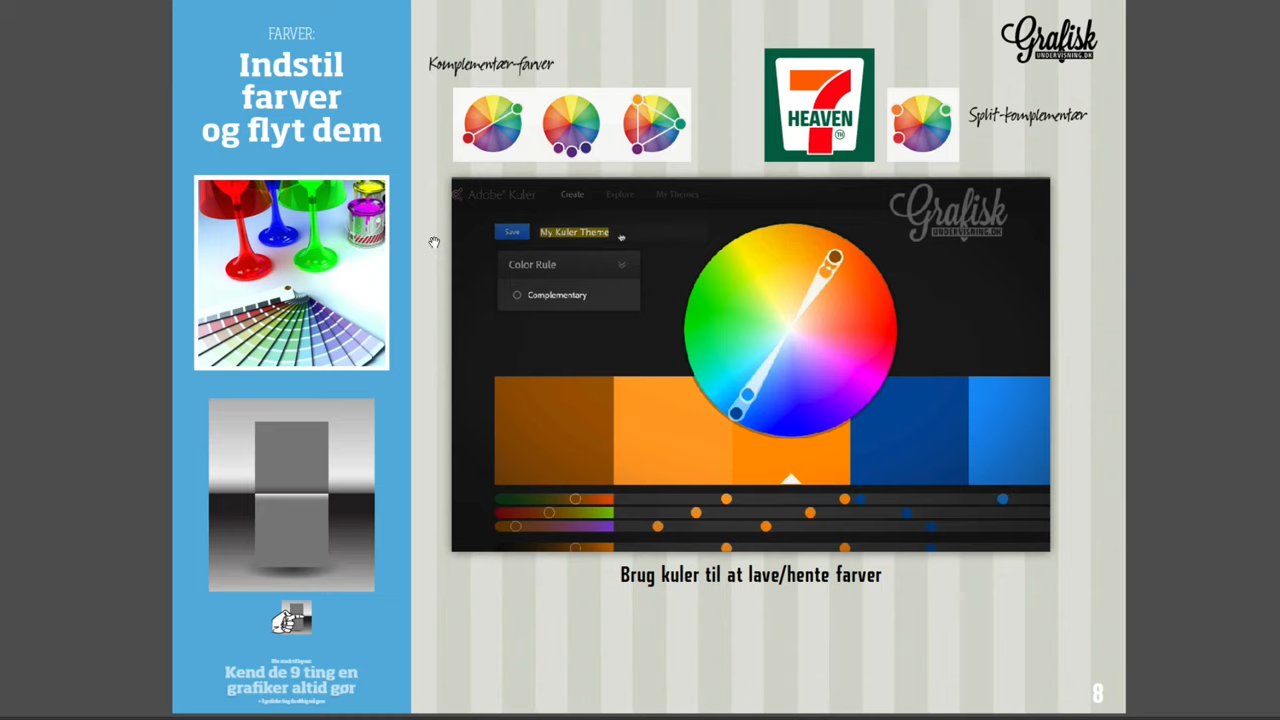 FARVER:
Indstil
farver
og flyt dem
Kend de 9 ting en
grafiker altid gør
Komplementær-farver
7
HEAVEN
TH
Split-komplementær
Grafisk
UNDERVISNING.DK
Adobe® Kuler
Create
Explore
My Themes
Grafisk
UNDERVISNING.DK
Save
My Kuler Theme
Color Rule
Complementary
Brug kuler til at lave/hente farver
8